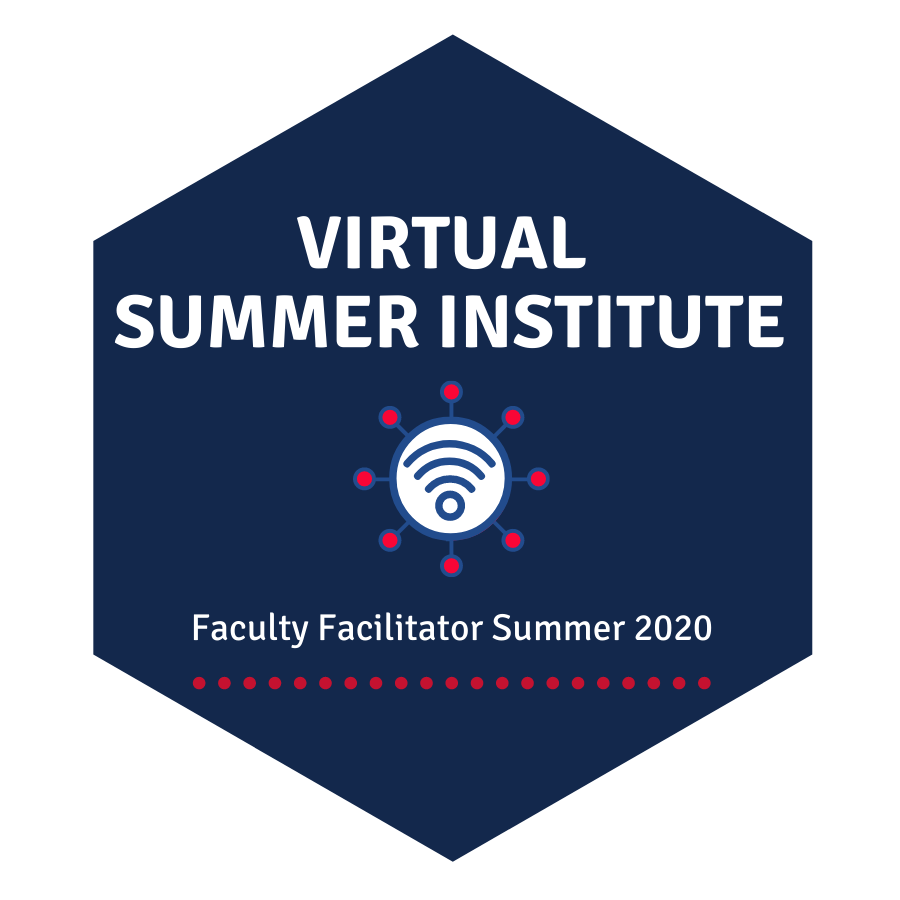 VIRTUAL
SUMMER INSTITUTE
Faculty Facilitator Summer 2020